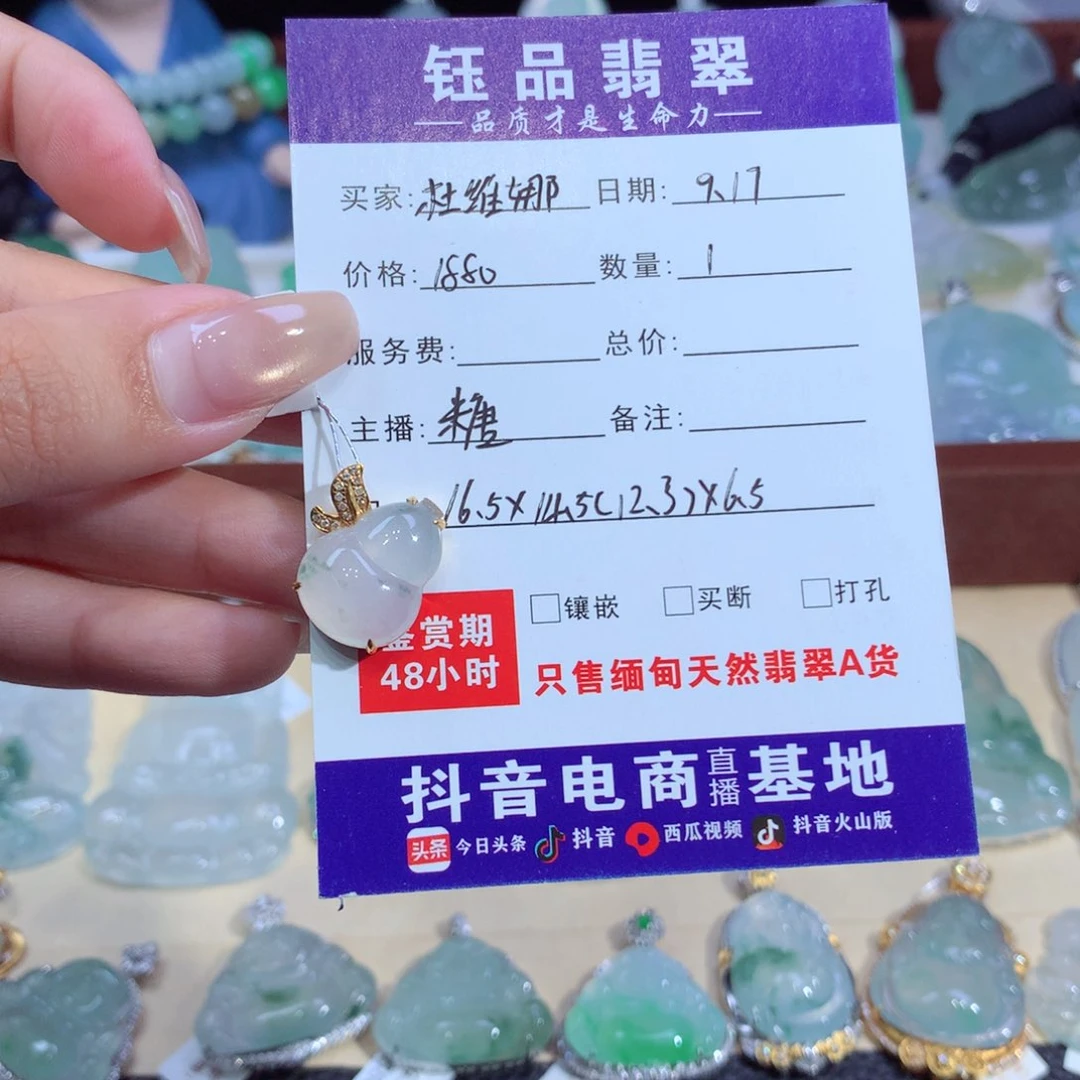 钰品翡翠
品质才是生命力
买家:杜维娜 日期:9.17
价格:1880 数量:1
服务费: 总价:
主播:糖 备注:
16.5X14.5(12.3)X6.5
镶嵌 买断 打孔
鉴赏期
48小时
只售缅甸天然翡翠A货
抖音电商直播基地
头条 今日头条 抖音 西瓜视频 抖音火山版